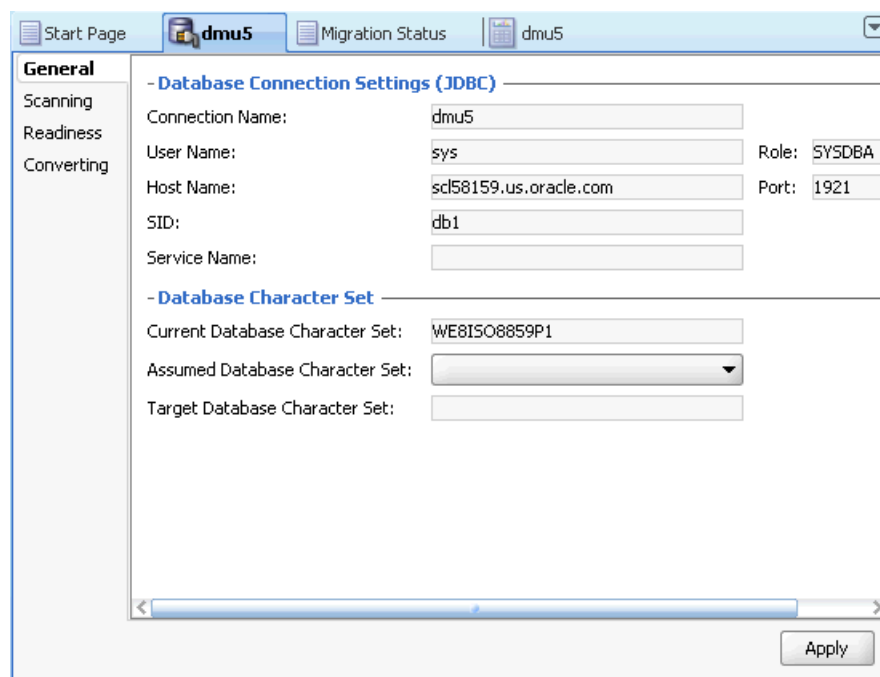 Start Page dmu5 Migration Status dmu5
General
Scanning
Readiness
Converting
Database Connection Settings (JDBC)
Connection Name: dmu5
User Name: sys Role: SYSDBA
Host Name: scl58159.us.oracle.com Port: 1921
SID: db1
Service Name:
Database Character Set
Current Database Character Set: WE8ISO8859P1
Assumed Database Character Set:
Target Database Character Set:
Apply